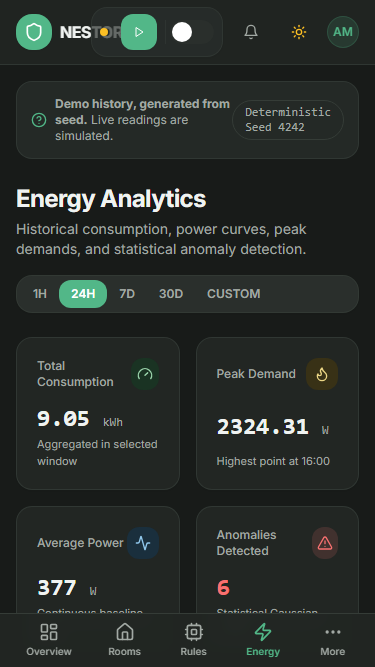 NESTOR
AM
Demo history, generated from
seed. Live readings are
simulated.
Deterministic
Seed 4242
Energy Analytics
Historical consumption, power curves, peak
demands, and statistical anomaly detection.
1H 24H 7D 30D CUSTOM
Total
Consumption
9.05 kWh
Aggregated in selected
window
Peak Demand
2324.31 W
Highest point at 16:00
Average Power
377 W
Continuous baseline
Anomalies
Detected
6
Statistical Gaussian
Overview Rooms Rules Energy More